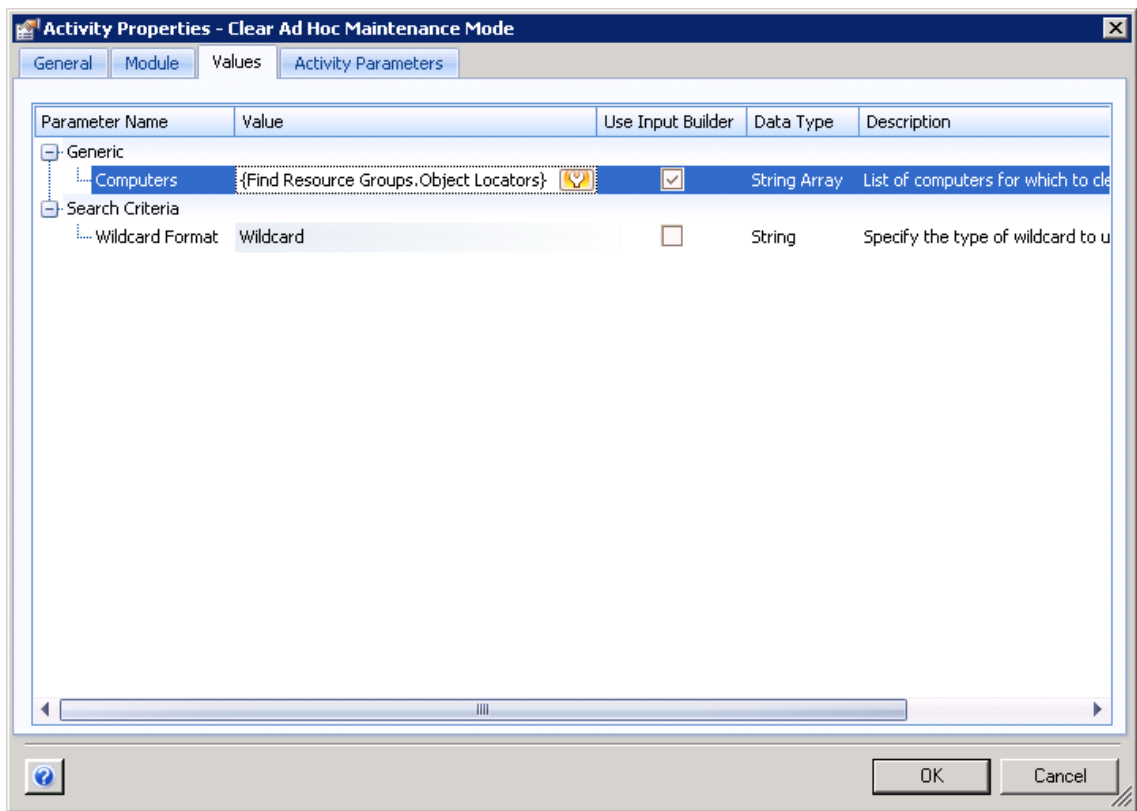 Activity Properties - Clear Ad Hoc Maintenance Mode
General Module Values Activity Parameters
Parameter Name Value Use Input Builder Data Type Description
Generic
Computers {Find Resource Groups.Object Locators} String Array List of computers for which to cle
Search Criteria
Wildcard Format Wildcard String Specify the type of wildcard to u
OK Cancel